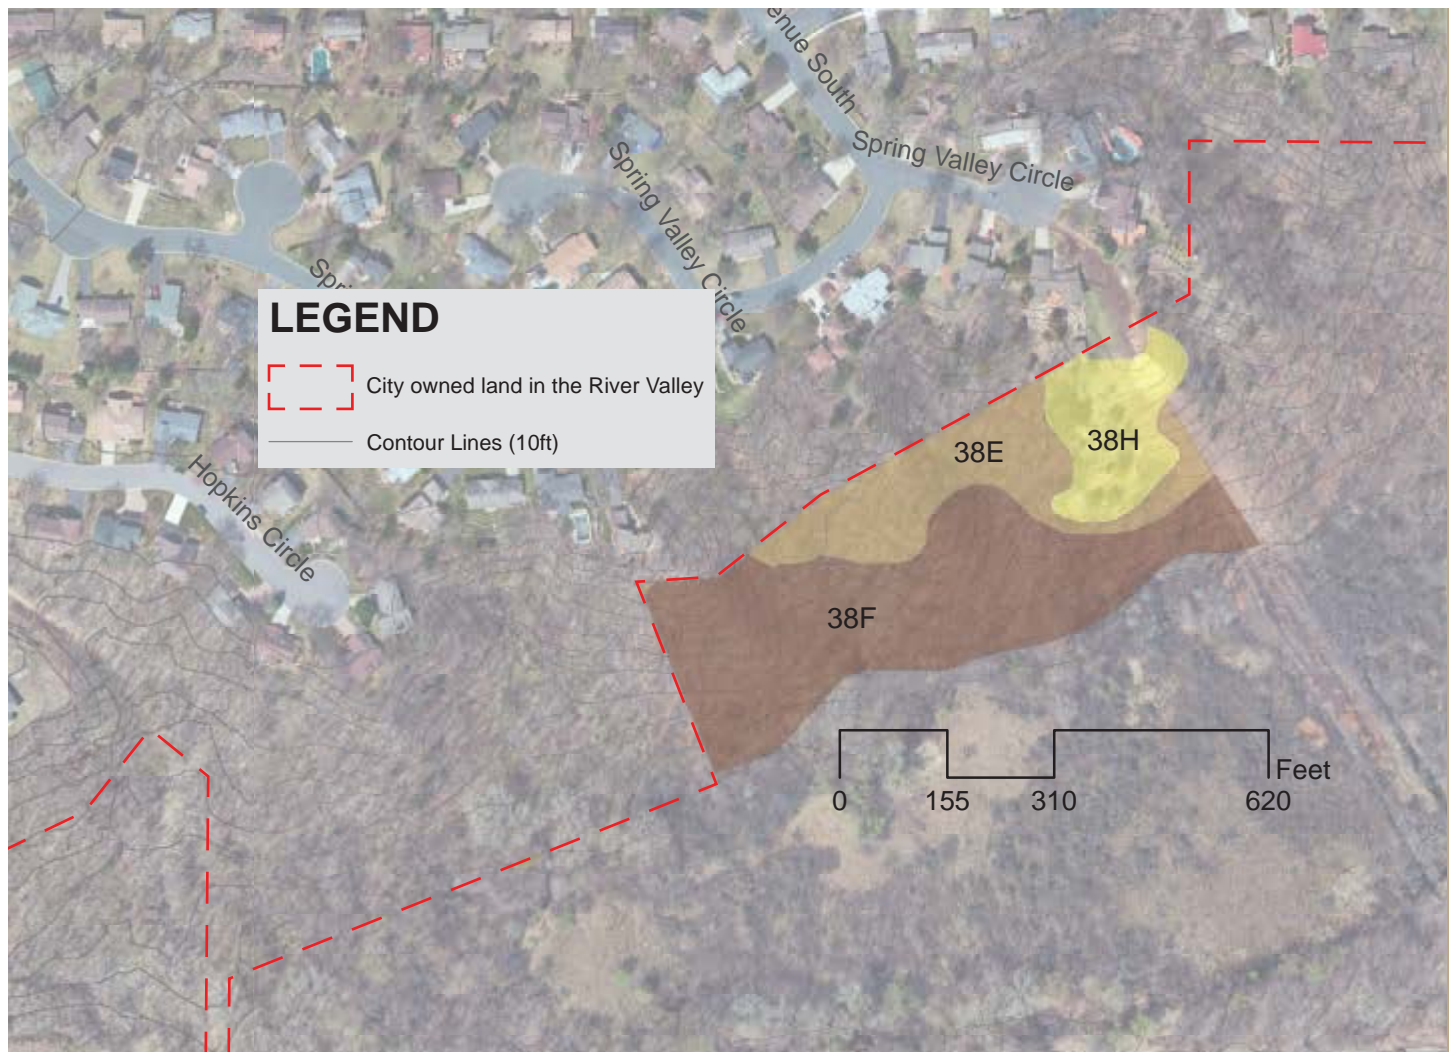 enue South
Spring Valley Circle
Spring Valley Circle
Spri
LEGEND
City owned land in the River Valley
Contour Lines (10ft)
Hopkins Circle
38E
38H
38F
Feet
0 155 310 620